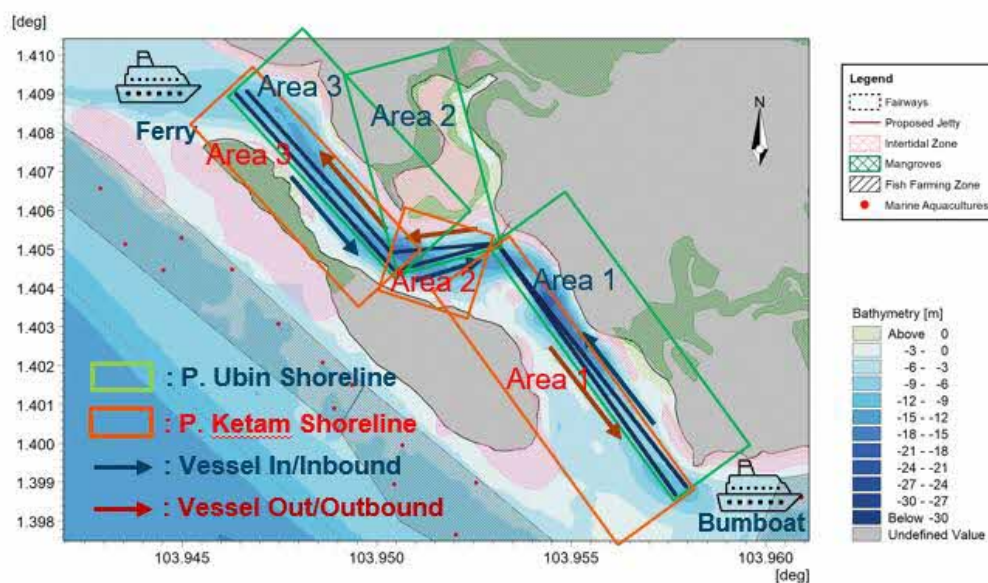 [deg]
1.410
1.409
1.408
1.407
1.406
1.405
1.404
1.403
1.402
1.401
1.400
1.399
1.398
103.945
103.950
103.955
103.960
[deg]
Ferry
Area 3
Area 3
Area 2
Area 2
Area 1
Area 1
N
Bumboat
: P. Ubin Shoreline
: P. Ketam Shoreline
: Vessel In/Inbound
: Vessel Out/Outbound
Legend
Fairways
Proposed Jetty
Intertidal Zone
Mangroves
Fish Farming Zone
Marine Aquacultures
Bathymetry [m]
Above 0
-3 - 0
-6 - -3
-9 - -6
-12 - -9
-15 - -12
-18 - -15
-21 - -18
-24 - -21
-27 - -24
-30 - -27
Below -30
Undefined Value